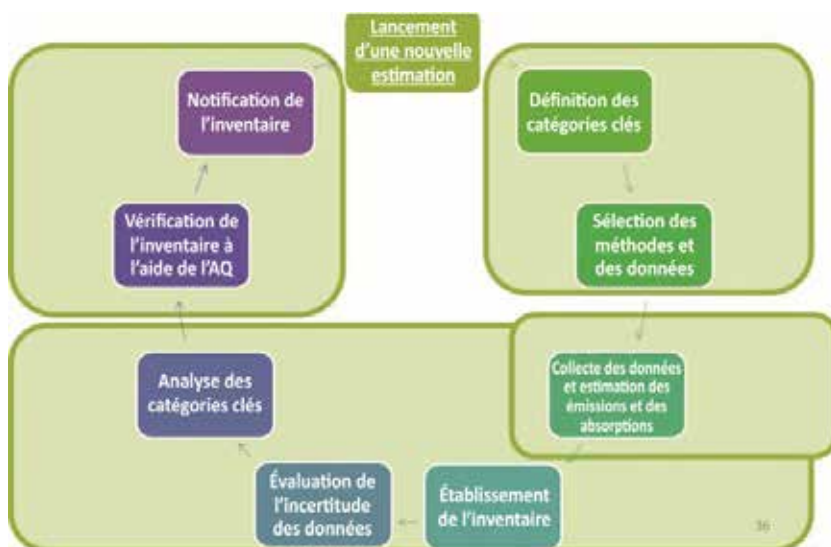 Lancement
d'une nouvelle
estimation
Définition des
catégories clés
Sélection des
méthodes et
des données
Collecte des données
et estimation des
émissions et des
absorptions
Établissement
de l'inventaire
Évaluation de
l'incertitude
des données
Analyse des
catégories clés
Vérification de
l'inventaire à
l'aide de l'AQ
Notification de
l'inventaire
36